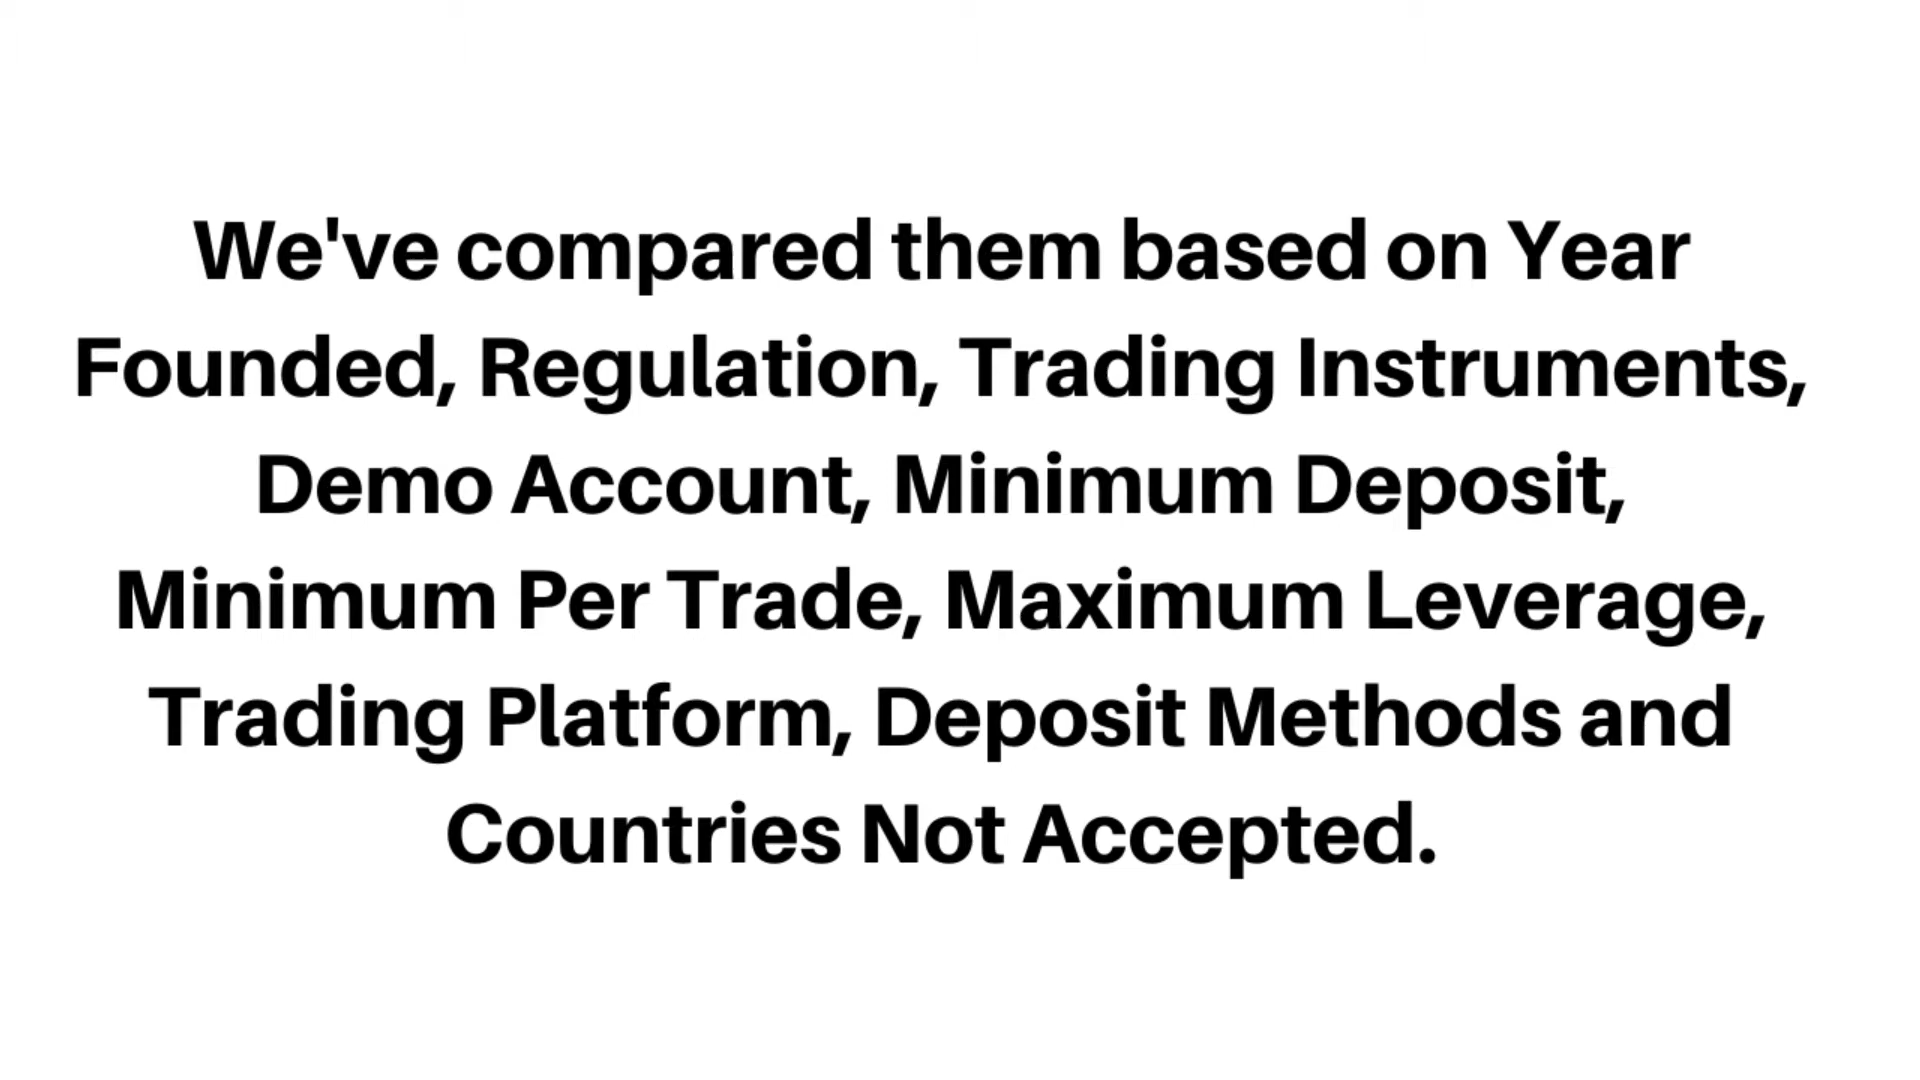 We've compared them based on Year
Founded, Regulation, Trading Instruments,
Demo Account, Minimum Deposit,
Minimum Per Trade, Maximum Leverage,
Trading Platform, Deposit Methods and
Countries Not Accepted.